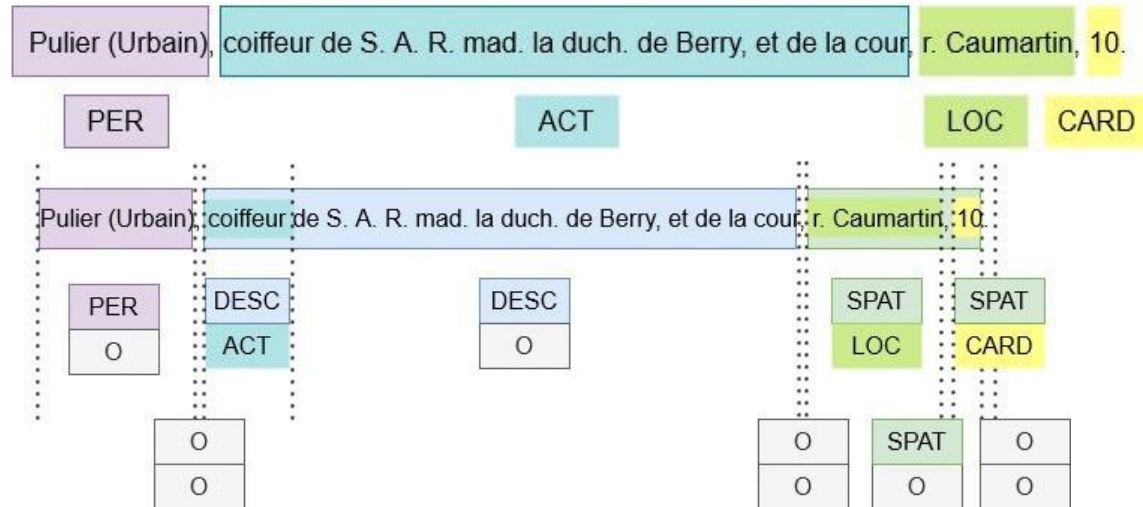 Pulier (Urbain), coiffeur de S. A. R. mad. la duch. de Berry, et de la cour, r. Caumartin, 10.
PER ACT LOC CARD
Pulier (Urbain), coiffeur de S. A. R. mad. la duch. de Berry, et de la cour, r. Caumartin, 10.
PER DESC DESC SPAT SPAT
O ACT O LOC CARD
O O SPAT O
O O O O